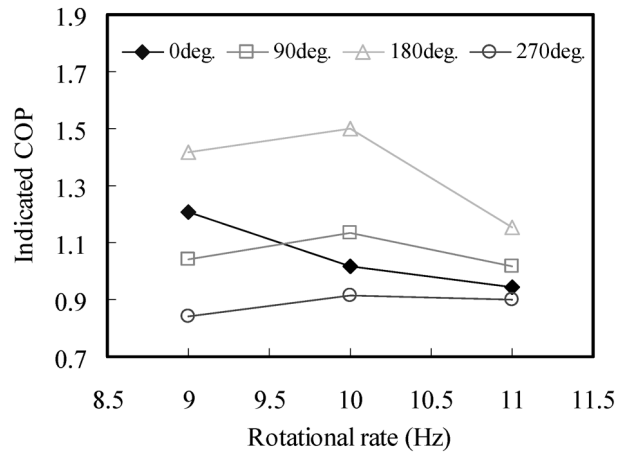 1.9
0deg. 90deg. 180deg. 270deg.
1.7
1.5
1.3
1.1
0.9
0.7
Indicated COP
8.5 9 9.5 10 10.5 11 11.5
Rotational rate (Hz)